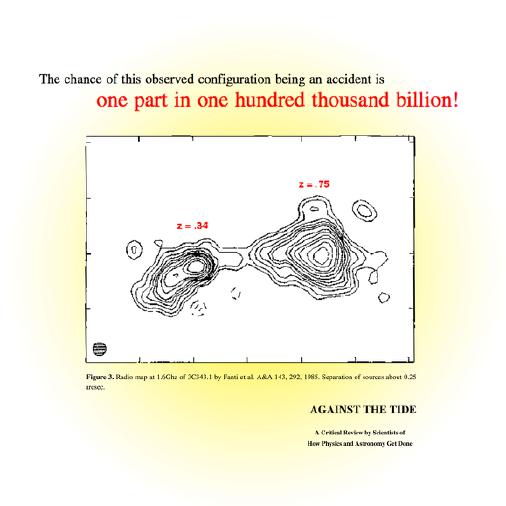 The chance of this observed configuration being an accident is
one part in one hundred thousand billion!
z = .75
z = .34
Figure 3. Radio map at 1.6Ghz of 3C343.1 by Fanti et al. A&A 143, 292, 1985. Separation of sources about 0.25
arcsec.
AGAINST THE TIDE
A Critical Review by Scientists of
How Physics and Astronomy Get Done